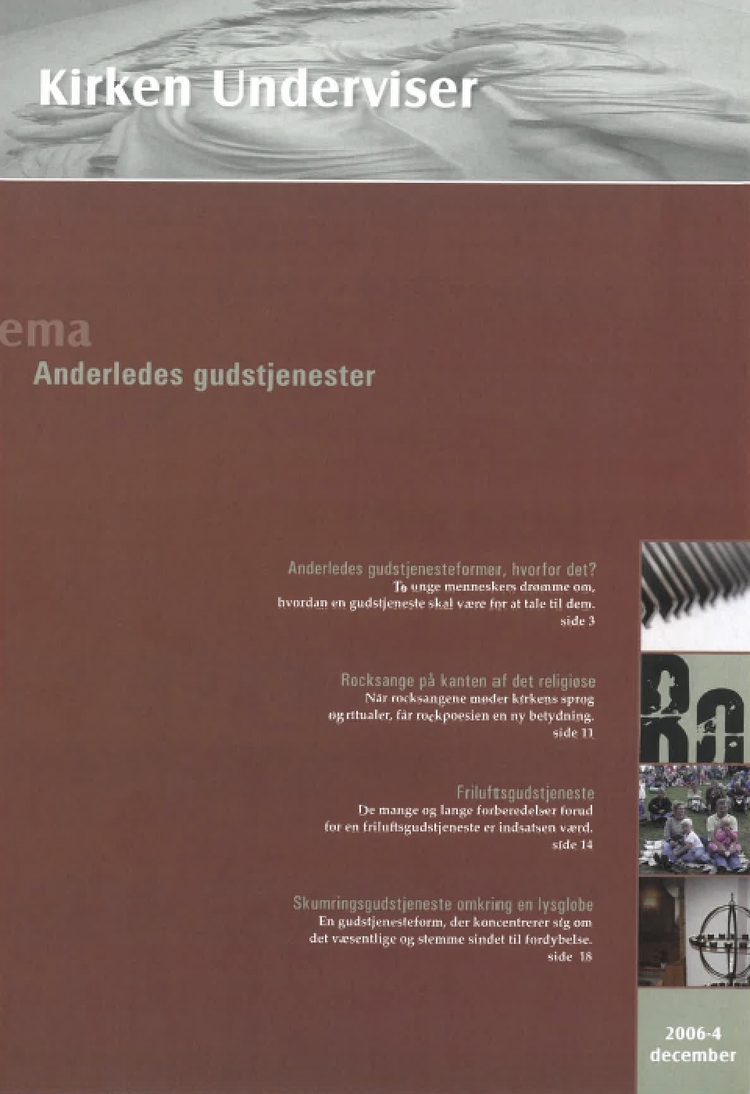 Kirken Underviser
ema
Anderledes gudstjenester
Anderledes gudstjenesteformer, hvorfor det?
To unge menneskers drømme om,
hvordan en gudstjeneste skal være for at tale til dem.
side 3
Rocksange på kanten af det religiøse
Når rocksangene møder kirkens sprog
og ritualer, får rockpoesien en ny betydning.
side 11
Friluftsgudstjeneste
De mange og lange forberedelser forud
for en friluftsgudstjeneste er indsatsen værd.
side 14
Skumringsgudstjeneste omkring en lysglobe
En gudstjenesteform, der koncentrerer sig om
det væsentlige og stemme sindet til fordybelse.
side 18
2006-4
december